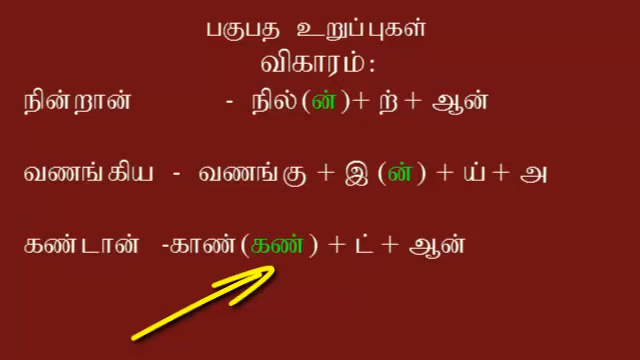 பகுபத உறுப்புகள்
விகாரம்:
நின்றான் - நில்(ன்)+ ற் + ஆன்
வணங்கிய - வணங்கு + இ (ன்) + ய் + அ
கண்டான் -காண்(கண்) + ட் + ஆன்